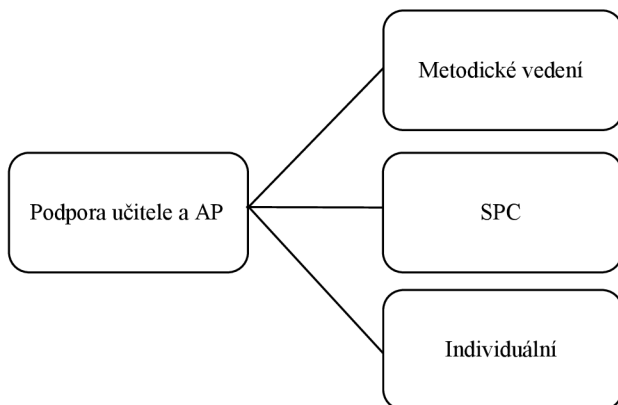 Metodické vedení
Podpora učitele a AP
SPC
Individuální